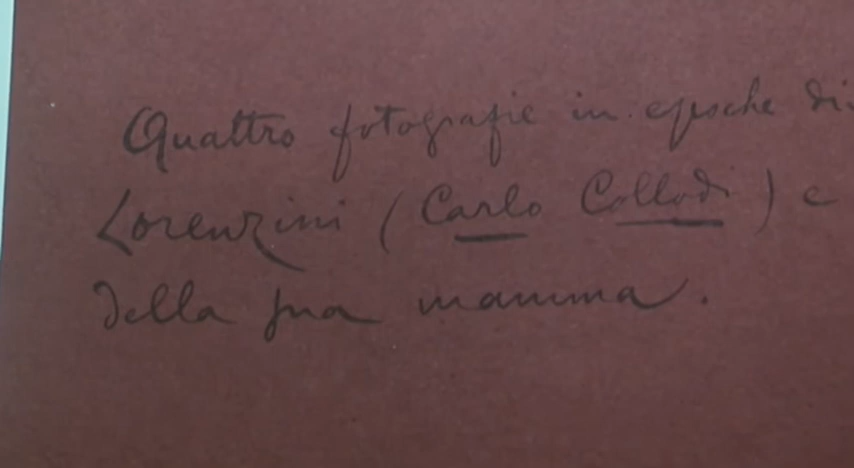 Quattro fotografie in epoche di
Lorenzini (Carlo Collodi) e
della sua mamma.